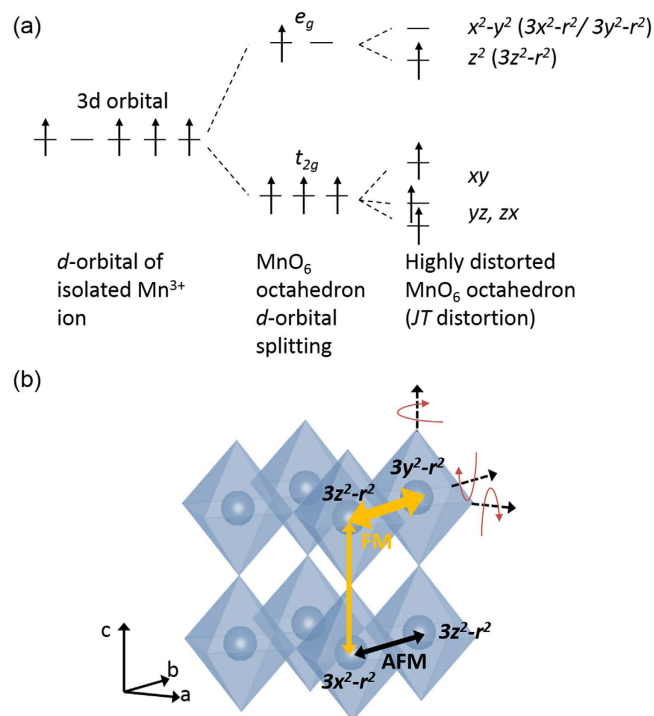 (a)
e_g
x²-y² (3x²-r²/ 3y²-r²)
z² (3z²-r²)
3d orbital
t_2g
xy
yz, zx
d-orbital of
isolated Mn³⁺
ion
MnO₆
octahedron
d-orbital
splitting
Highly distorted
MnO₆ octahedron
(JT distortion)
(b)
3y²-r²
3z²-r²
FM
3z²-r²
AFM
3x²-r²
c
b
a